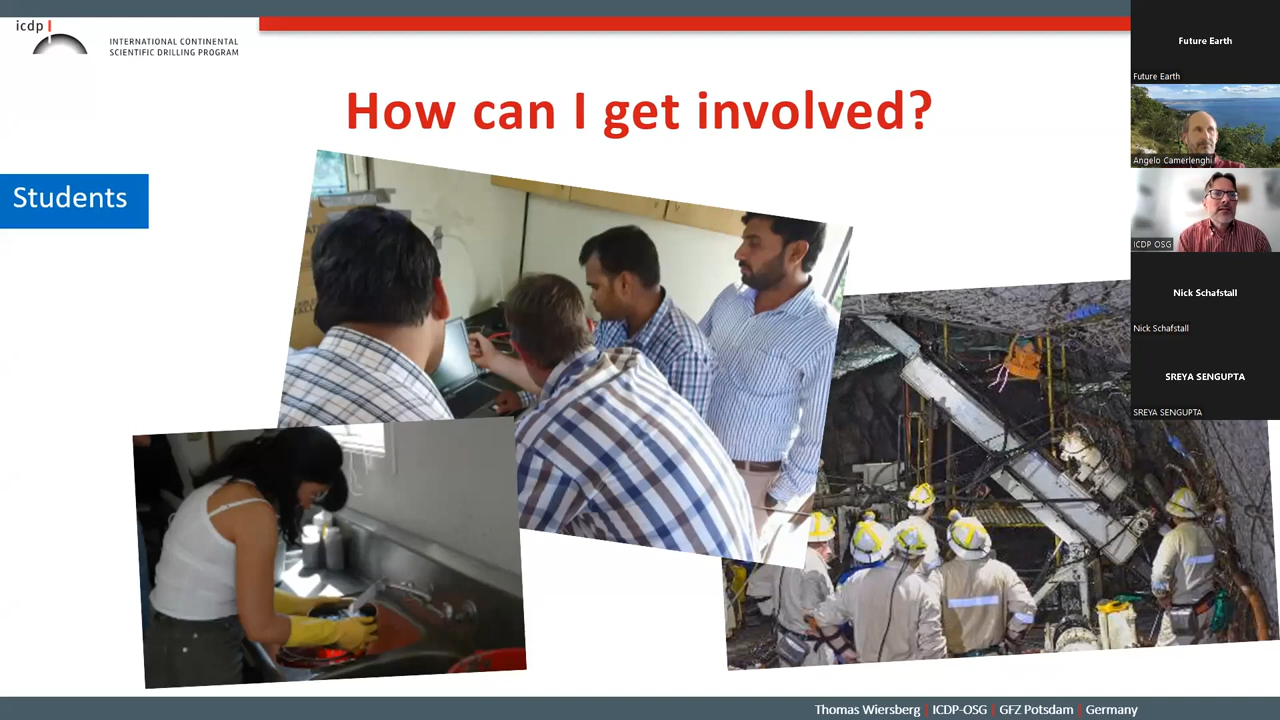 icdp
INTERNATIONAL CONTINENTAL
SCIENTIFIC DRILLING PROGRAM
How can I get involved?
Students
Future Earth
Future Earth
Angelo Camerlenghi
ICDP OSG
Nick Schafstall
Nick Schafstall
SREYA SENGUPTA
SREYA SENGUPTA
Thomas Wiersberg | ICDP-OSG | GFZ Potsdam | Germany